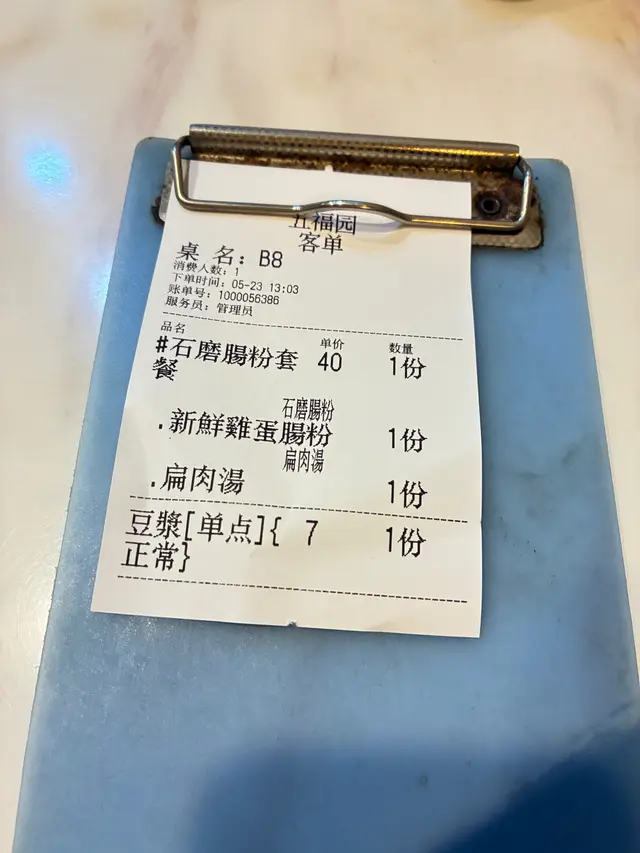 五福园
客单
桌 名: B8
消费人数: 1
下单时间: 05-23 13:03
账单号: 1000056386
服务员: 管理员
品名 单价 数量
#石磨腸粉套 40 1份
餐
石磨腸粉
.新鮮雞蛋腸粉 1份
扁肉湯
.扁肉湯 1份
豆漿[单点]{ 7 1份
正常}